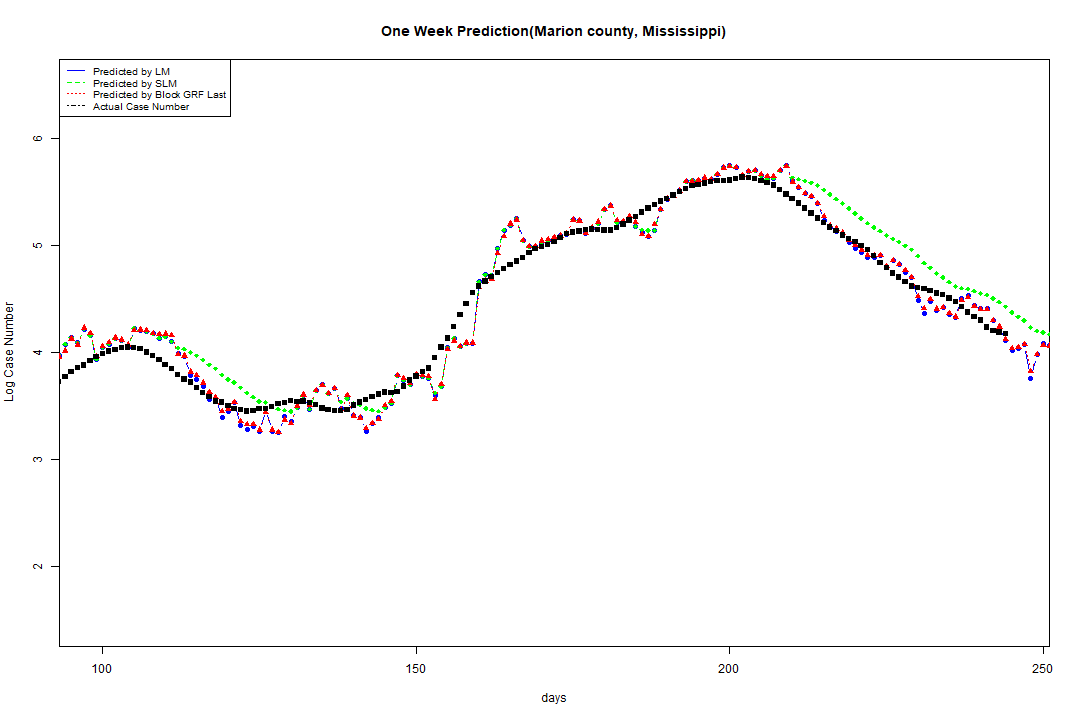 One Week Prediction(Marion county, Mississippi)
Predicted by LM
Predicted by SLM
Predicted by Block GRF Last
Actual Case Number
6
5
4
3
2
Log Case Number
100
150
200
250
days